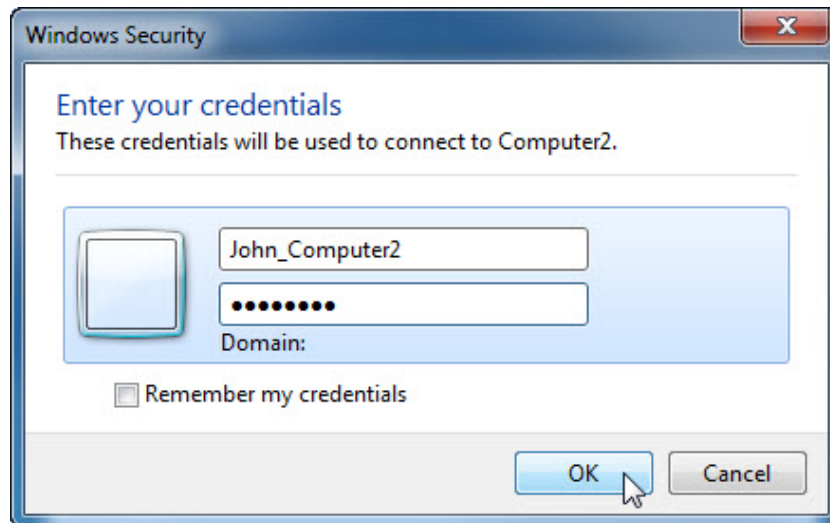 Windows Security
Enter your credentials
These credentials will be used to connect to Computer2.
John_Computer2
••••••••
Domain:
Remember my credentials
OK Cancel